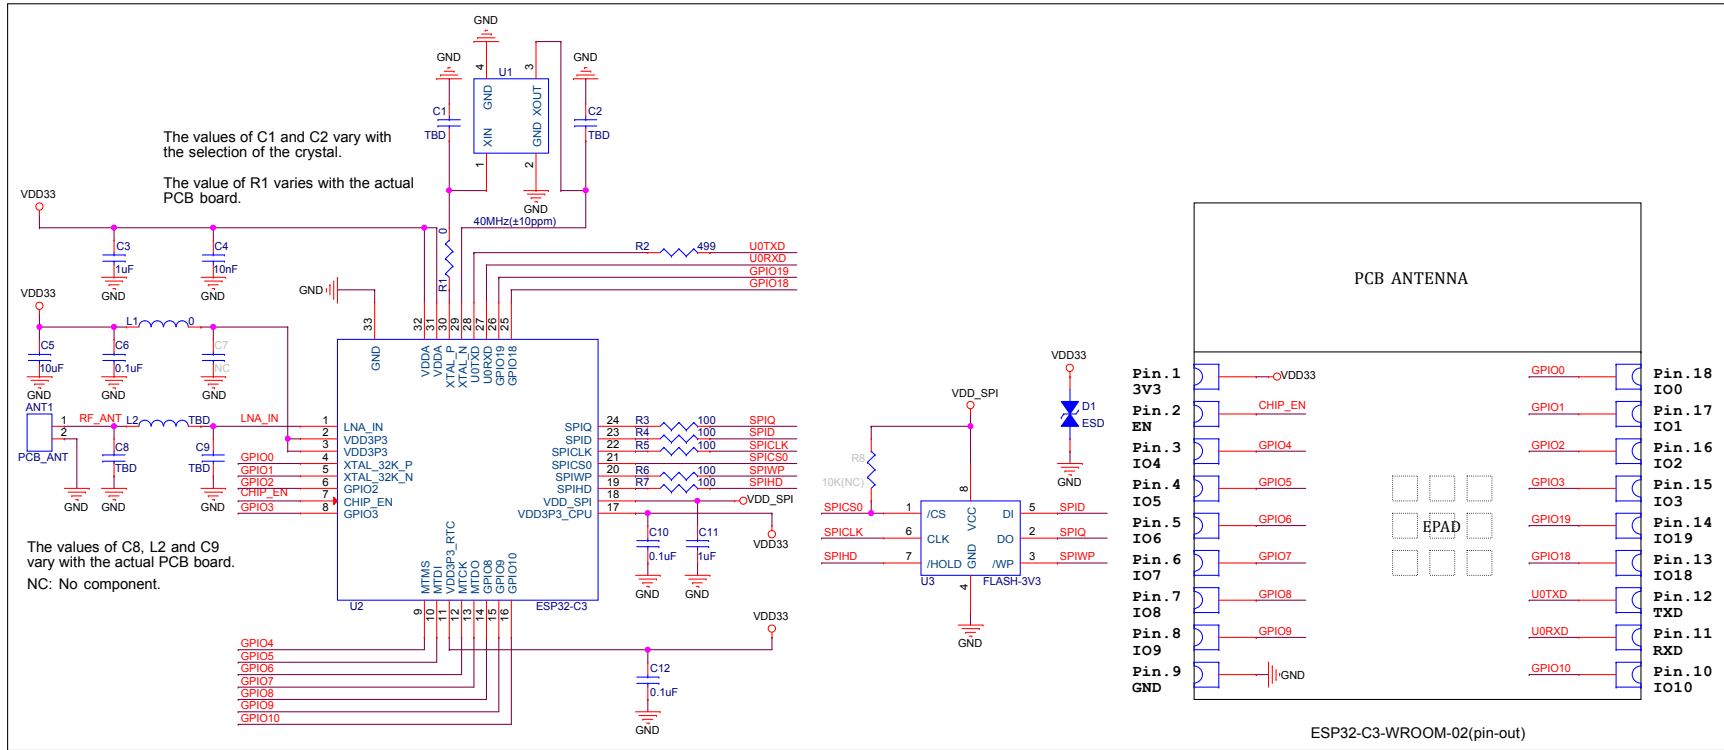 GND
GND
GND
4
3
U1
GND
XOUT
XIN
GND
1
2
C1
TBD
C2
TBD
GND
40MHz(±10ppm)
The values of C1 and C2 vary with
the selection of the crystal.
The value of R1 varies with the actual
PCB board.
VDD33
C3
1uF
GND
C4
10nF
GND
R1
0
R2
499
U0TXD
U0RXD
GPIO19
GPIO18
GND
VDD33
L1
0
C5
10uF
GND
C6
0.1uF
GND
C7
NC
GND
ANT1
1
2
PCB_ANT
RF_ANT
L2
TBD
LNA_IN
C8
TBD
C9
TBD
GND
GND
GND
GPIO0
GPIO1
GPIO2
CHIP_EN
GPIO3
33
32
31
30
29
28
27
26
25
GND
VDDA
VDDA
XTAL_P
XTAL_N
U0TXD
U0RXD
GPIO19
GPIO18
1
2
3
4
5
6
7
8
LNA_IN
VDD3P3
VDD3P3
XTAL_32K_P
XTAL_32K_N
GPIO2
CHIP_EN
GPIO3
SPIQ
SPID
SPICLK
SPICS0
SPIWP
SPIHD
VDD_SPI
VDD3P3_CPU
24
23
22
21
20
19
18
17
MTMS
MTDI
VDD3P3_RTC
MTCK
MTDO
GPIO8
GPIO9
GPIO10
U2
ESP32-C3
9
10
11
12
13
14
15
16
R3
100
SPIQ
R4
100
SPID
R5
100
SPICLK
SPICS0
R6
100
SPIWP
R7
100
SPIHD
VDD_SPI
VDD33
C10
0.1uF
GND
C11
1uF
GND
The values of C8, L2 and C9
vary with the actual PCB board.
NC: No component.
GPIO4
GPIO5
GPIO6
GPIO7
GPIO8
GPIO9
GPIO10
VDD33
C12
0.1uF
GND
VDD33
D1
ESD
GND
VDD_SPI
R8
10K(NC)
SPICS0
SPICLK
SPIHD
1
6
7
8
/CS
CLK
/HOLD
VCC
GND
DI
DO
/WP
5
2
3
SPID
SPIQ
SPIWP
U3
4
FLASH-3V3
GND
PCB ANTENNA
Pin.1
3V3
VDD33
Pin.2
EN
CHIP_EN
Pin.3
IO4
GPIO4
Pin.4
IO5
GPIO5
Pin.5
IO6
GPIO6
Pin.6
IO7
GPIO7
Pin.7
IO8
GPIO8
Pin.8
IO9
GPIO9
Pin.9
GND
GND
EPAD
GPIO0
Pin.18
IO0
GPIO1
Pin.17
IO1
GPIO2
Pin.16
IO2
GPIO3
Pin.15
IO3
GPIO19
Pin.14
IO19
GPIO18
Pin.13
IO18
U0TXD
Pin.12
TXD
U0RXD
Pin.11
RXD
GPIO10
Pin.10
IO10
ESP32-C3-WROOM-02(pin-out)